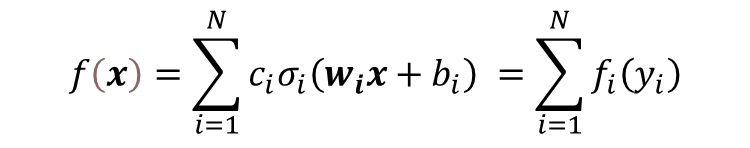 f(x) = ∑_{i=1}^{N} c_i σ_i(w_i x + b_i) = ∑_{i=1}^{N} f_i(y_i)